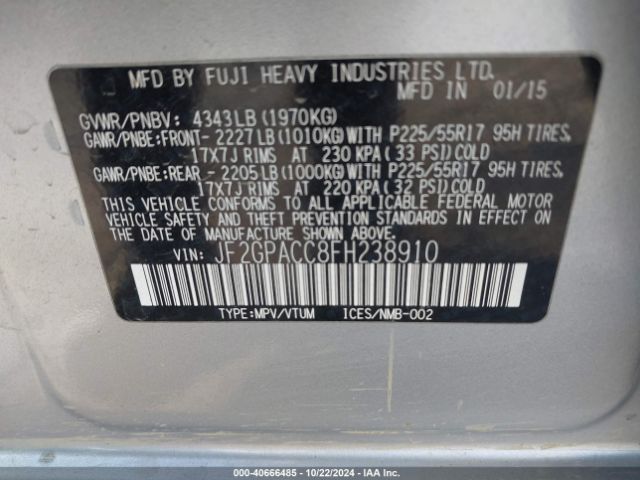 MFD BY FUJI HEAVY INDUSTRIES LTD.
MFD IN 01/15
GVWR/PNBV: 4343LB (1970KG)
GAWR/PNBE:FRONT-2227LB(1010KG)WITH P225/55R17 95H TIRES,
17X7J RIMS AT 230 KPA (33 PSI)COLD
GAWR/PNBE:REAR -2205LB(1000KG)WITH P225/55R17 95H TIRES,
17X7J RIMS AT 220 KPA (32 PSI)COLD
THIS VEHICLE CONFORMS TO ALL APPLICABLE FEDERAL MOTOR
VEHICLE SAFETY AND THEFT PREVENTION STANDARDS IN EFFECT
ON THE DATE OF MANUFACTURE SHOWN ABOVE.
VIN: JF2GPACC8FH238910
TYPE:MPV/VTUM ICES/NMB-002
000-40666485 - 10/22/2024 - IAA Inc.